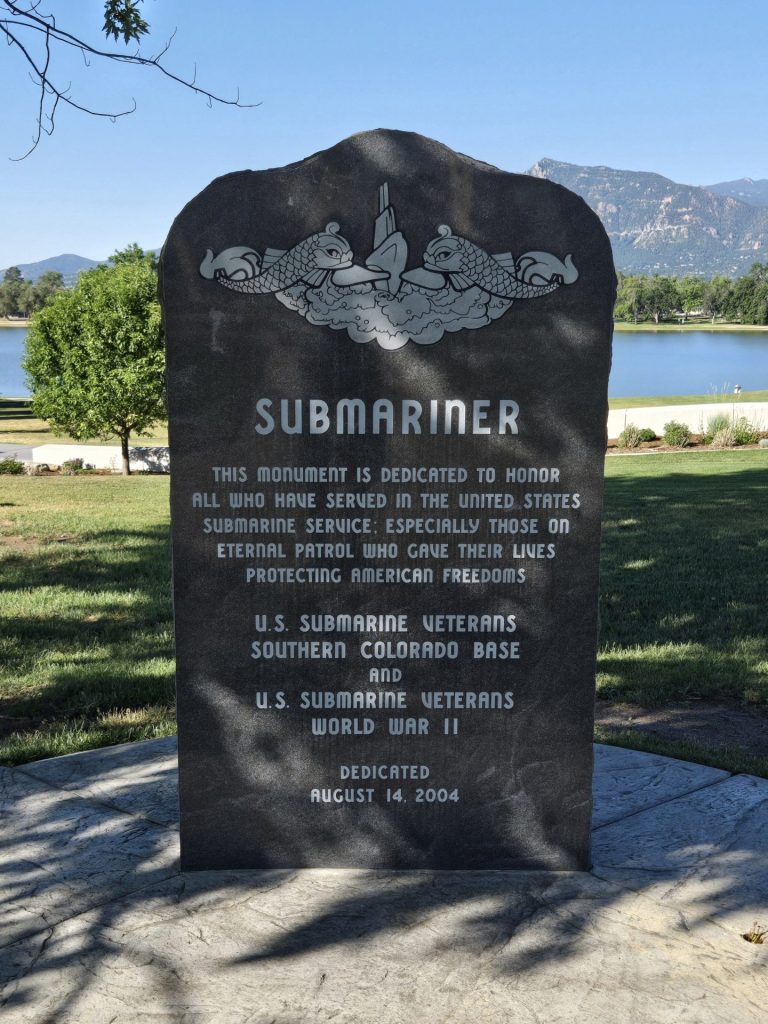 SUBMARINER
THIS MONUMENT IS DEDICATED TO HONOR
ALL WHO HAVE SERVED IN THE UNITED STATES
SUBMARINE SERVICE; ESPECIALLY THOSE ON
ETERNAL PATROL WHO GAVE THEIR LIVES
PROTECTING AMERICAN FREEDOMS
U.S. SUBMARINE VETERANS
SOUTHERN COLORADO BASE
AND
U.S. SUBMARINE VETERANS
WORLD WAR II
DEDICATED
AUGUST 14, 2004